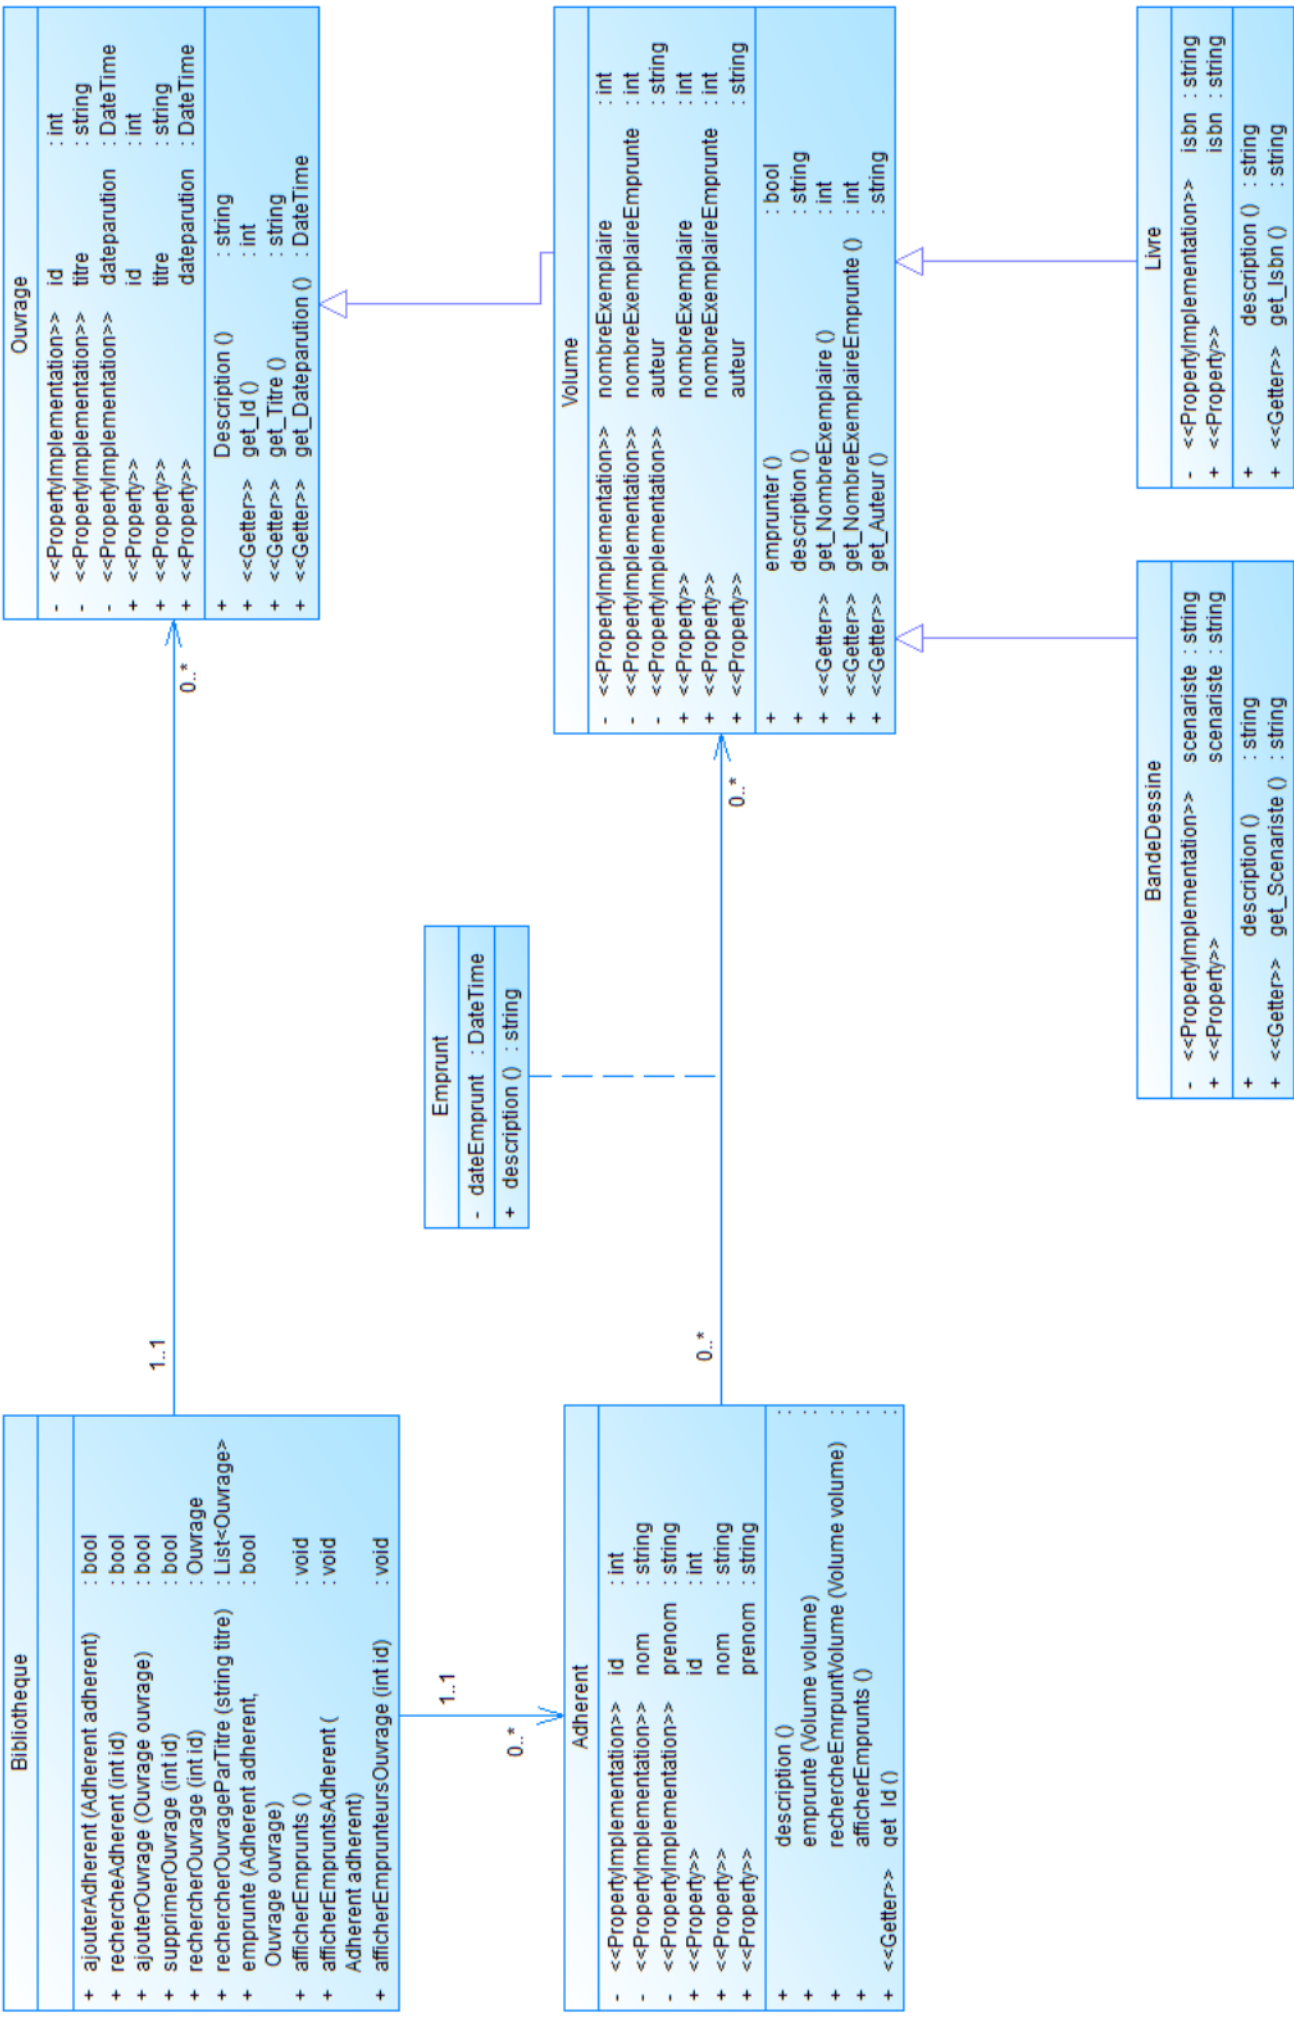 Bibliotheque
+ ajouterAdherent (Adherent adherent) : bool
+ rechercheAdherent (int id) : bool
+ ajouterOuvrage (Ouvrage ouvrage) : bool
+ supprimerOuvrage (int id) : bool
+ rechercherOuvrage (int id) : Ouvrage
+ rechercherOuvrageParTitre (string titre) : List<Ouvrage>
+ emprunte (Adherent adherent, : bool
Ouvrage ouvrage)
+ afficherEmprunts () : void
+ afficherEmpruntsAdherent ( : void
Adherent adherent)
+ afficherEmprunteursOuvrage (int id) : void
1..1
0..*
Ouvrage
- <<PropertyImplementation>> id : int
- <<PropertyImplementation>> titre : string
- <<PropertyImplementation>> dateparution : DateTime
+ <<Property>> id : int
+ <<Property>> titre : string
+ <<Property>> dateparution : DateTime
+ Description () : string
+ <<Getter>> get_Id () : int
+ <<Getter>> get_Titre () : string
+ <<Getter>> get_Dateparution () : DateTime
1..1
0..*
Emprunt
- dateEmprunt : DateTime
+ description () : string
Adherent
- <<PropertyImplementation>> id : int
- <<PropertyImplementation>> nom : string
- <<PropertyImplementation>> prenom : string
+ <<Property>> id : int
+ <<Property>> nom : string
+ <<Property>> prenom : string
+ description () :
+ emprunte (Volume volume) :
+ rechercheEmpruntVolume (Volume volume) :
+ afficherEmprunts () :
+ <<Getter>> get_Id () :
0..*
0..*
Volume
- <<PropertyImplementation>> nombreExemplaire : int
- <<PropertyImplementation>> nombreExemplaireEmprunte : int
- <<PropertyImplementation>> auteur : string
+ <<Property>> nombreExemplaire : int
+ <<Property>> nombreExemplaireEmprunte : int
+ <<Property>> auteur : string
+ emprunter () : bool
+ description () : string
+ <<Getter>> get_NombreExemplaire () : int
+ <<Getter>> get_NombreExemplaireEmprunte () : int
+ <<Getter>> get_Auteur () : string
BandeDessine
- <<PropertyImplementation>> scenariste : string
+ <<Property>> scenariste : string
+ description () : string
+ <<Getter>> get_Scenariste () : string
Livre
- <<PropertyImplementation>> isbn : string
+ <<Property>> isbn : string
+ description () : string
+ <<Getter>> get_Isbn () : string